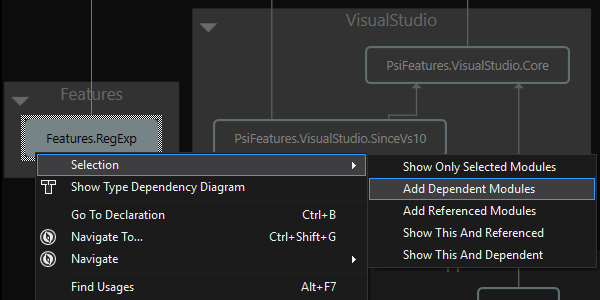 VisualStudio
PsiFeatures.VisualStudio.Core
Features
Features.RegExp
PsiFeatures.VisualStudio.SinceVs10
Selection
Show Type Dependency Diagram
Go To Declaration Ctrl+B
Navigate To... Ctrl+Shift+G
Navigate
Find Usages Alt+F7
Show Only Selected Modules
Add Dependent Modules
Add Referenced Modules
Show This And Referenced
Show This And Dependent